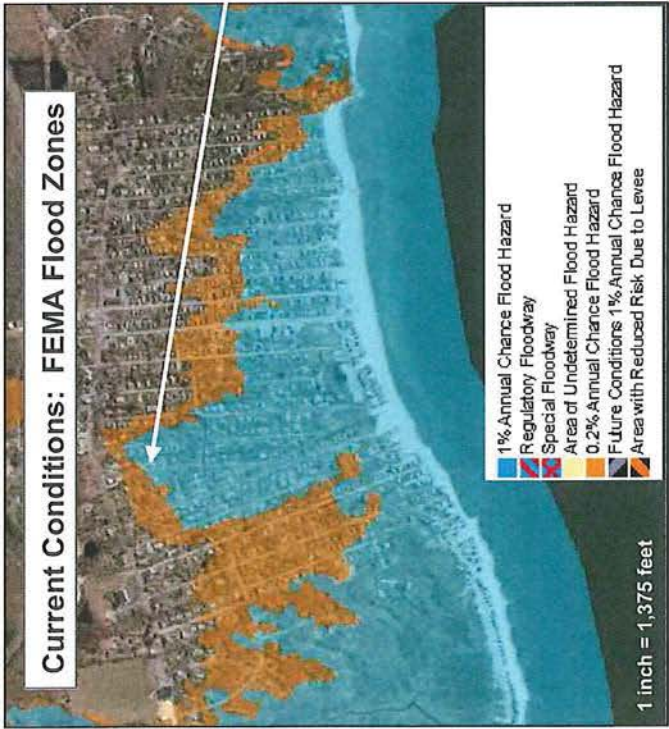 Current Conditions: FEMA Flood Zones
1% Annual Chance Flood Hazard
Regulatory Floodway
Special Floodway
Area of Undetermined Flood Hazard
0.2% Annual Chance Flood Hazard
Future Conditions 1% Annual Chance Flood Hazard
Area with Reduced Risk Due to Levee
1 inch = 1,375 feet